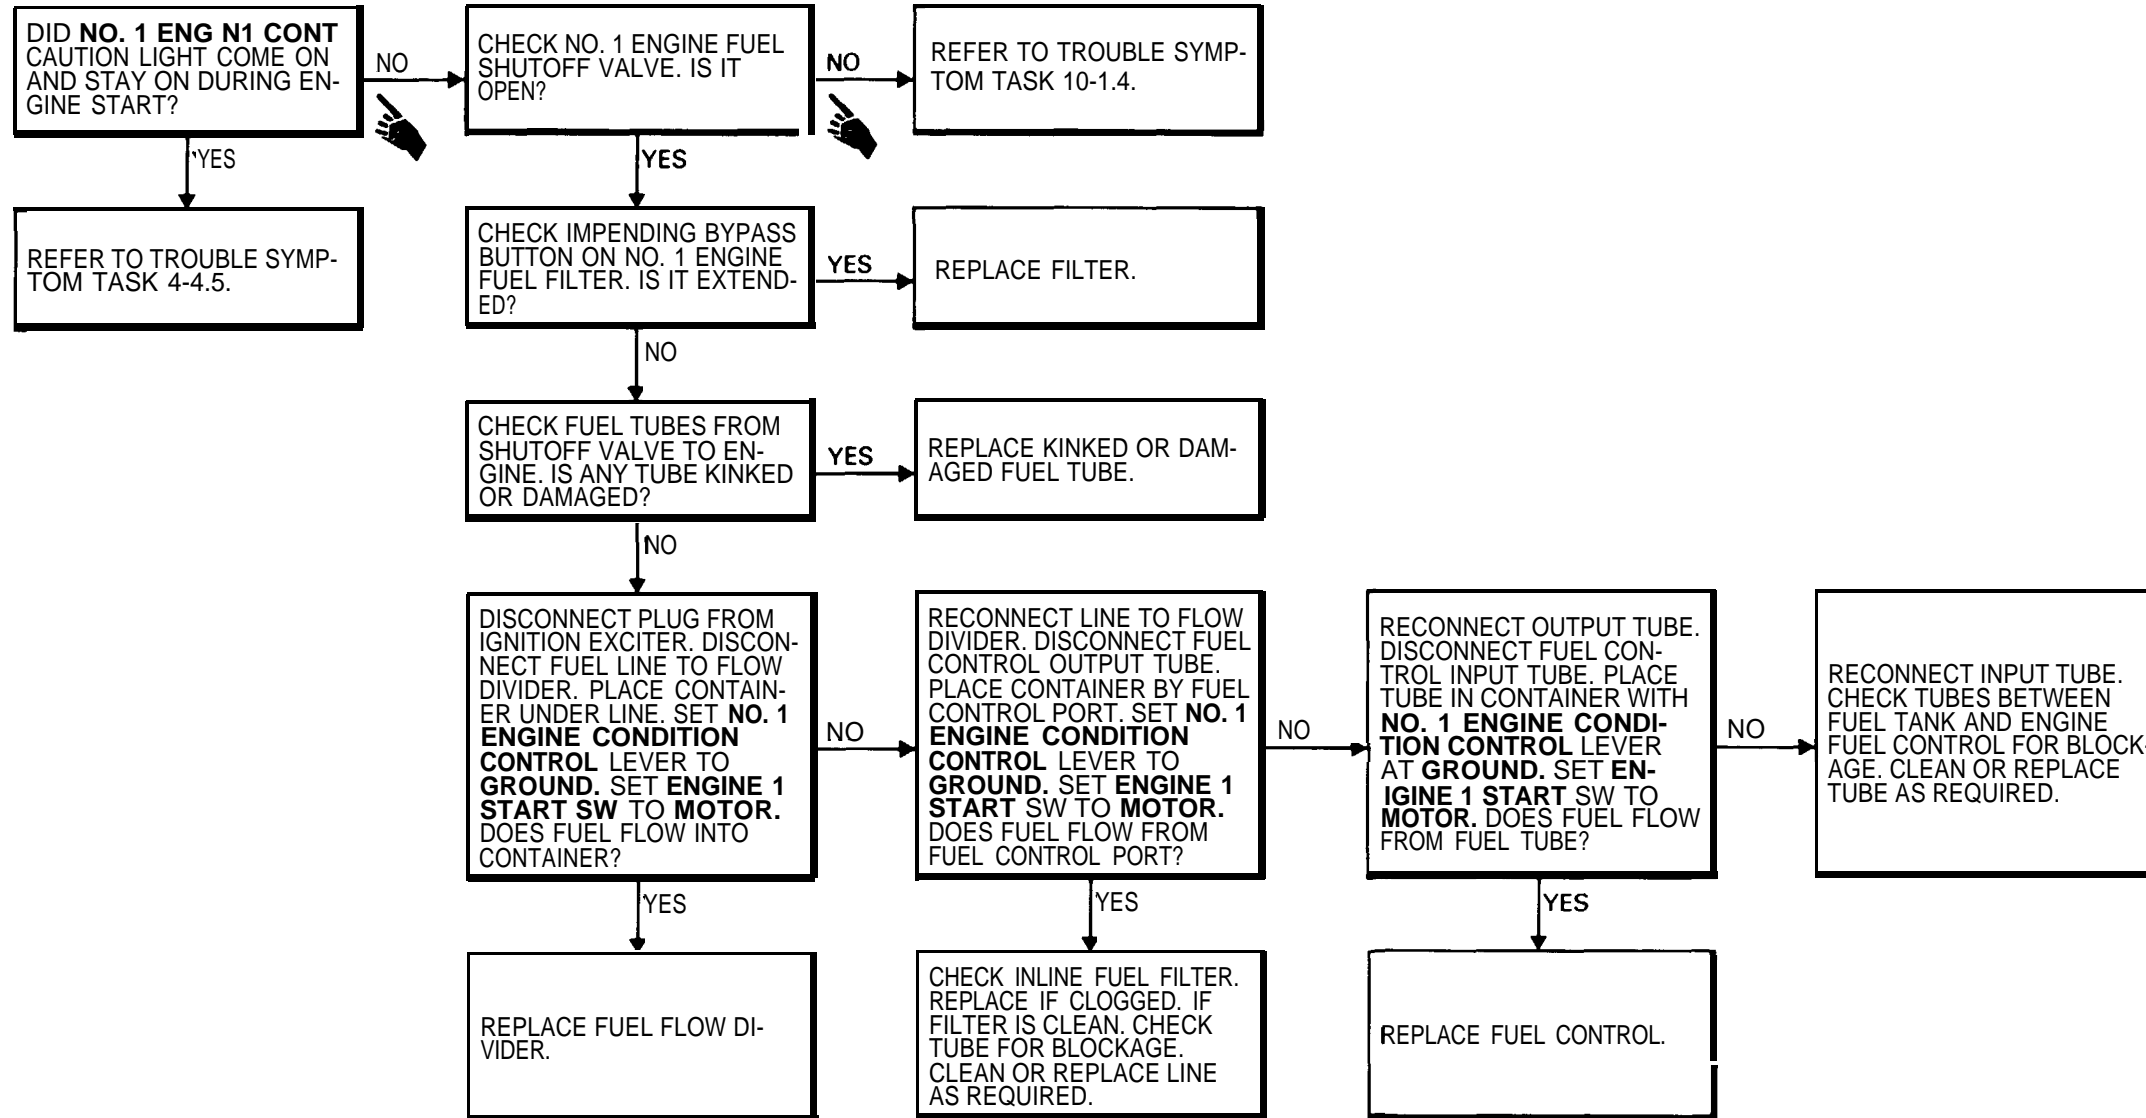 DID NO. 1 ENG N1 CONT
CAUTION LIGHT COME ON
AND STAY ON DURING EN-
GINE START?
NO
CHECK NO. 1 ENGINE FUEL
SHUTOFF VALVE. IS IT
OPEN?
NO
REFER TO TROUBLE SYMP-
TOM TASK 10-1.4.
YES
YES
REFER TO TROUBLE SYMP-
TOM TASK 4-4.5.
CHECK IMPENDING BYPASS
BUTTON ON NO. 1 ENGINE
FUEL FILTER. IS IT EXTEND-
ED?
YES
REPLACE FILTER.
NO
CHECK FUEL TUBES FROM
SHUTOFF VALVE TO EN-
GINE. IS ANY TUBE KINKED
OR DAMAGED?
YES
REPLACE KINKED OR DAM-
AGED FUEL TUBE.
NO
DISCONNECT PLUG FROM
IGNITION EXCITER. DISCON-
NECT FUEL LINE TO FLOW
DIVIDER. PLACE CONTAIN-
ER UNDER LINE. SET NO. 1
ENGINE CONDITION
CONTROL LEVER TO
GROUND. SET ENGINE 1
START SW TO MOTOR.
DOES FUEL FLOW INTO
CONTAINER?
NO
RECONNECT LINE TO FLOW
DIVIDER. DISCONNECT FUEL
CONTROL OUTPUT TUBE.
PLACE CONTAINER BY FUEL
CONTROL PORT. SET NO. 1
ENGINE CONDITION
CONTROL LEVER TO
GROUND. SET ENGINE 1
START SW TO MOTOR.
DOES FUEL FLOW FROM
FUEL CONTROL PORT?
NO
RECONNECT OUTPUT TUBE.
DISCONNECT FUEL CON-
TROL INPUT TUBE. PLACE
TUBE IN CONTAINER WITH
NO. 1 ENGINE CONDI-
TION CONTROL LEVER
AT GROUND. SET EN-
IGINE 1 START SW TO
MOTOR. DOES FUEL FLOW
FROM FUEL TUBE?
NO
RECONNECT INPUT TUBE.
CHECK TUBES BETWEEN
FUEL TANK AND ENGINE
FUEL CONTROL FOR BLOCK-
AGE. CLEAN OR REPLACE
TUBE AS REQUIRED.
YES
YES
YES
REPLACE FUEL FLOW DI-
VIDER.
CHECK INLINE FUEL FILTER.
REPLACE IF CLOGGED. IF
FILTER IS CLEAN. CHECK
TUBE FOR BLOCKAGE.
CLEAN OR REPLACE LINE
AS REQUIRED.
REPLACE FUEL CONTROL.